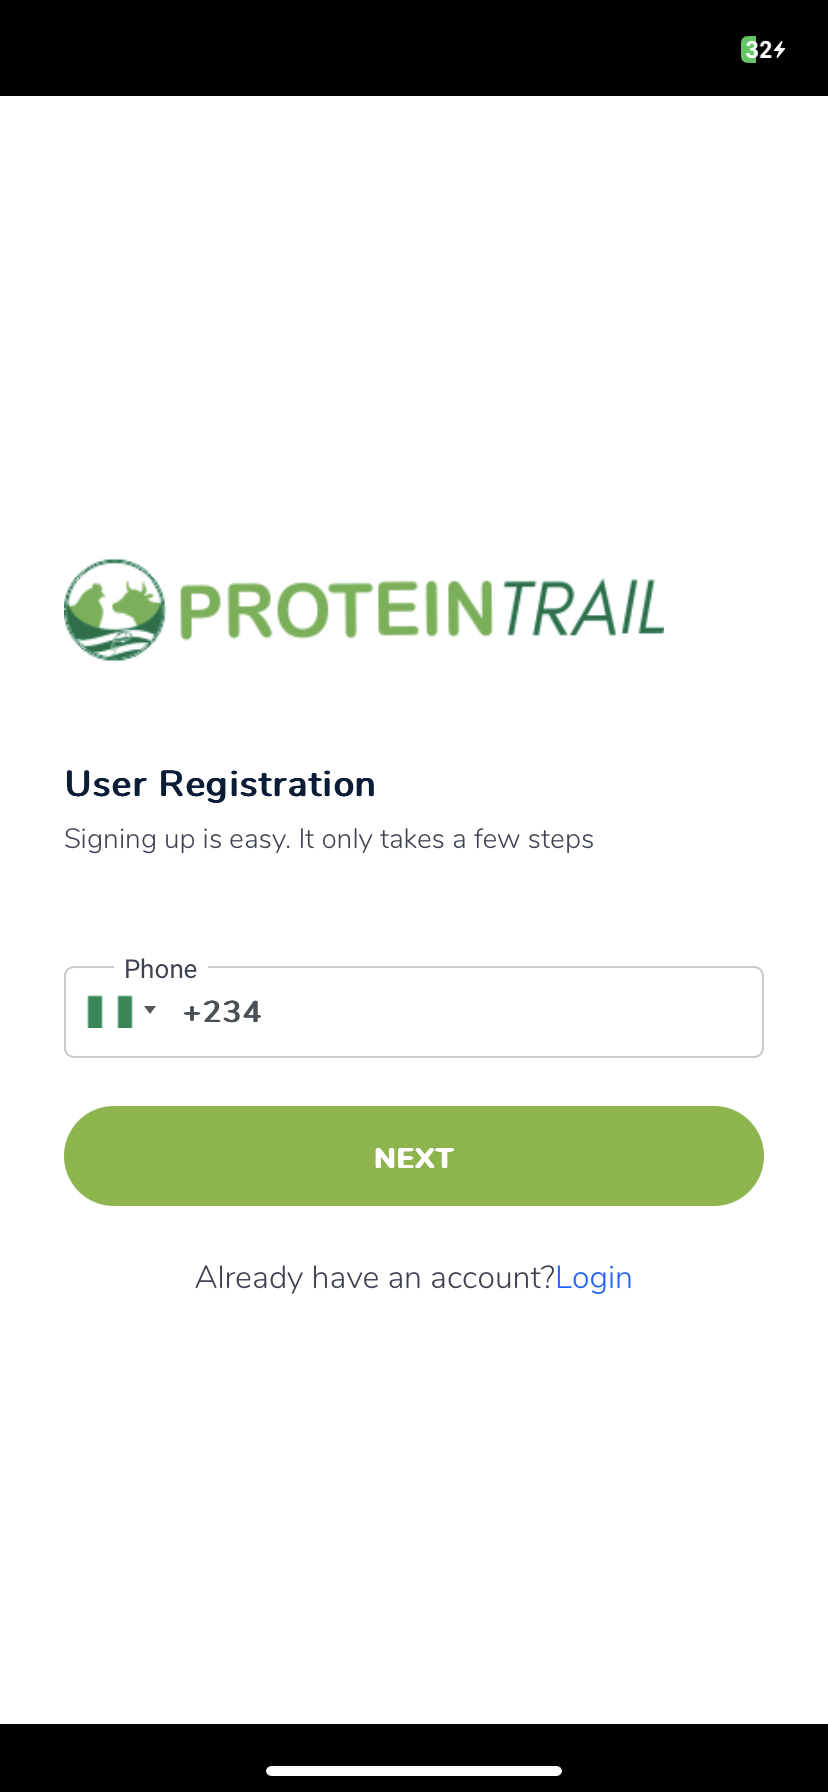 32
PROTEINTRAIL
User Registration
Signing up is easy. It only takes a few steps
Phone
+234
NEXT
Already have an account?Login